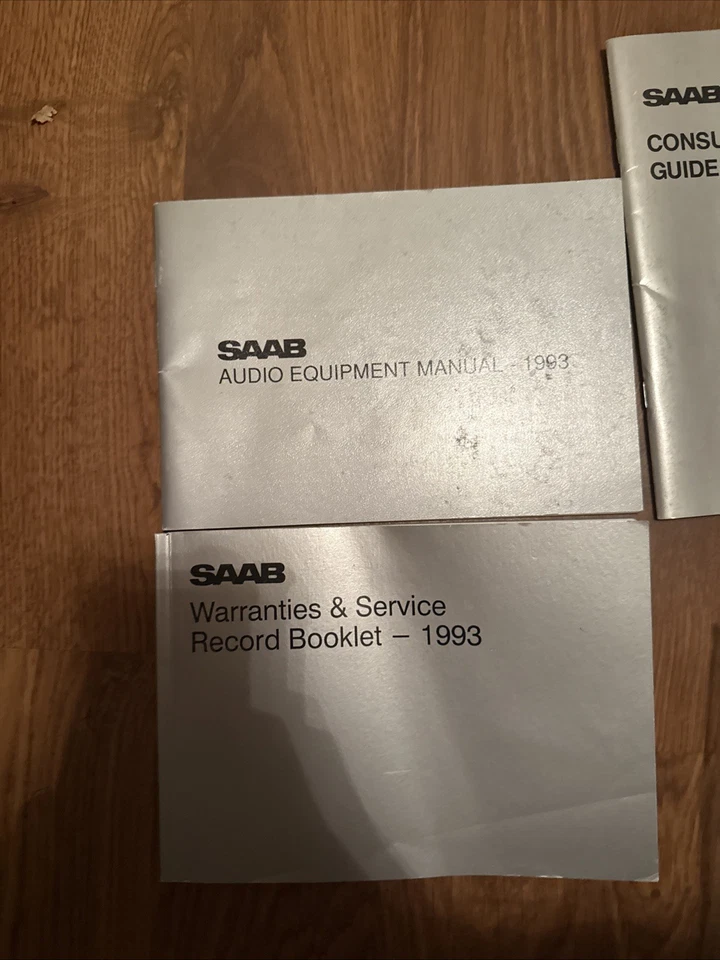 SAAB
AUDIO EQUIPMENT MANUAL - 1993
SAAB
Warranties & Service
Record Booklet – 1993
SAAB
CONSU
GUIDE